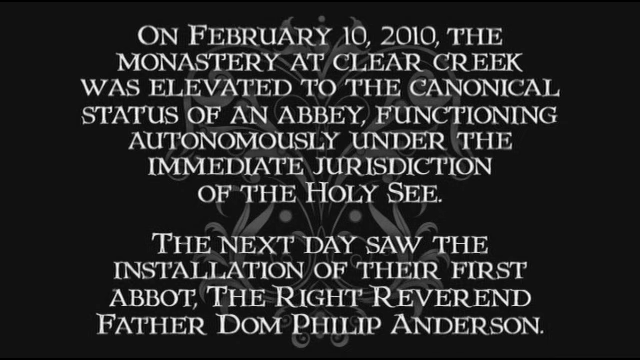 On February 10, 2010, the
monastery at Clear Creek
was elevated to the canonical
status of an abbey, functioning
autonomously under the
immediate jurisdiction
of the Holy See.
The next day saw the
installation of their first
abbot, The Right Reverend
Father Dom Philip Anderson.